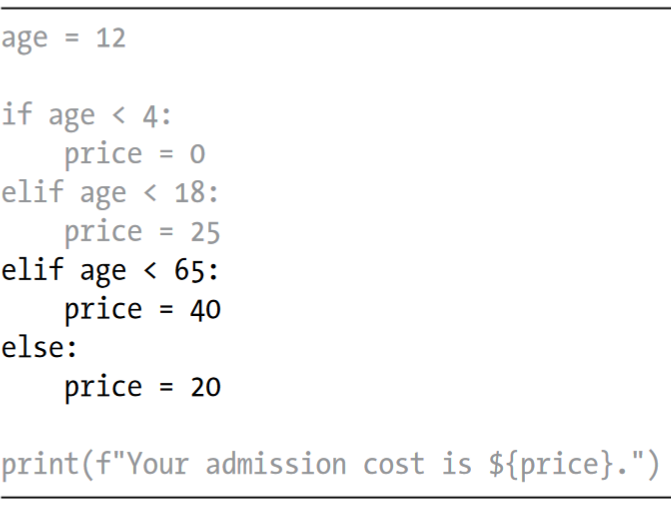 age = 12

if age < 4:
    price = 0
elif age < 18:
    price = 25
elif age < 65:
    price = 40
else:
    price = 20

print(f"Your admission cost is ${price}.")